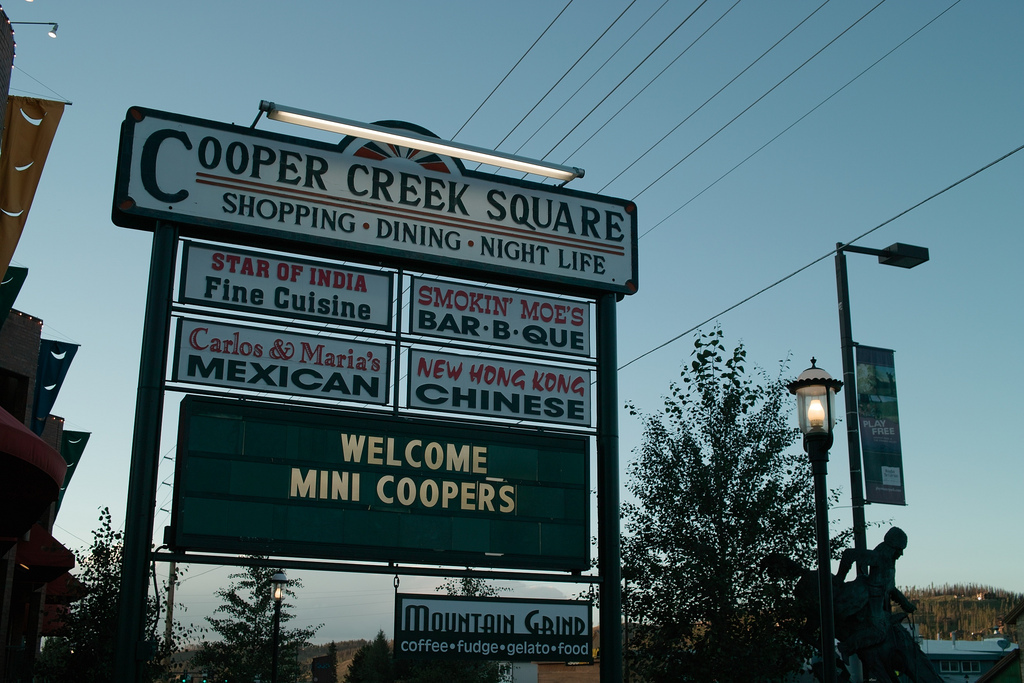 COOPER CREEK SQUARE
SHOPPING • DINING • NIGHT LIFE
STAR OF INDIA
Fine Cuisine
SMOKIN' MOE'S
BAR·B·QUE
Carlos & Maria's
MEXICAN
NEW HONG KONG
CHINESE
WELCOME
MINI COOPERS
MOUNTAIN GRIND
coffee•fudge•gelato•food
PLAY
FREE